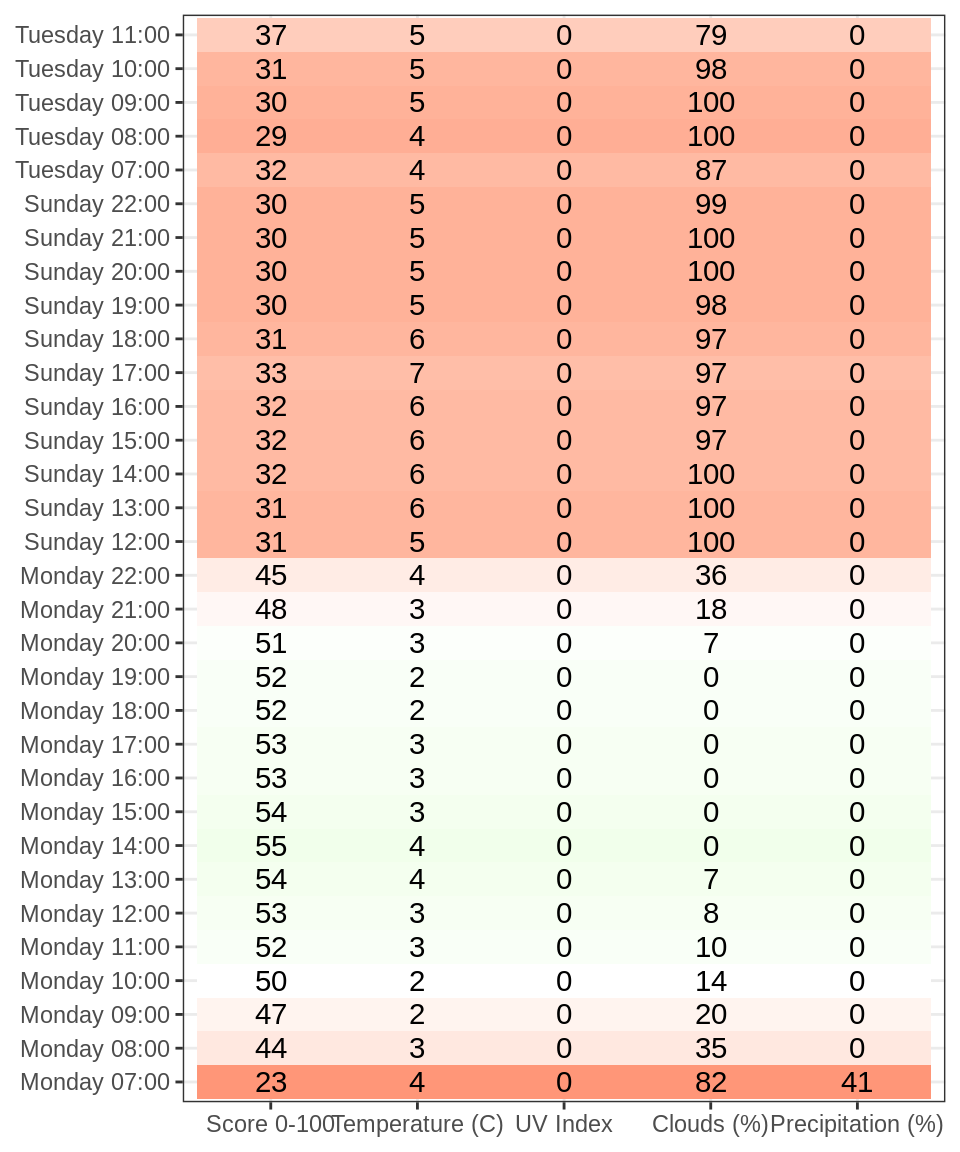 Tuesday 11:00 37 5 0 79 0
Tuesday 10:00 31 5 0 98 0
Tuesday 09:00 30 5 0 100 0
Tuesday 08:00 29 4 0 100 0
Tuesday 07:00 32 4 0 87 0
Sunday 22:00 30 5 0 99 0
Sunday 21:00 30 5 0 100 0
Sunday 20:00 30 5 0 100 0
Sunday 19:00 30 5 0 98 0
Sunday 18:00 31 6 0 97 0
Sunday 17:00 33 7 0 97 0
Sunday 16:00 32 6 0 97 0
Sunday 15:00 32 6 0 97 0
Sunday 14:00 32 6 0 100 0
Sunday 13:00 31 6 0 100 0
Sunday 12:00 31 5 0 100 0
Monday 22:00 45 4 0 36 0
Monday 21:00 48 3 0 18 0
Monday 20:00 51 3 0 7 0
Monday 19:00 52 2 0 0 0
Monday 18:00 52 2 0 0 0
Monday 17:00 53 3 0 0 0
Monday 16:00 53 3 0 0 0
Monday 15:00 54 3 0 0 0
Monday 14:00 55 4 0 0 0
Monday 13:00 54 4 0 7 0
Monday 12:00 53 3 0 8 0
Monday 11:00 52 3 0 10 0
Monday 10:00 50 2 0 14 0
Monday 09:00 47 2 0 20 0
Monday 08:00 44 3 0 35 0
Monday 07:00 23 4 0 82 41
Score 0-100 Temperature (C) UV Index Clouds (%) Precipitation (%)